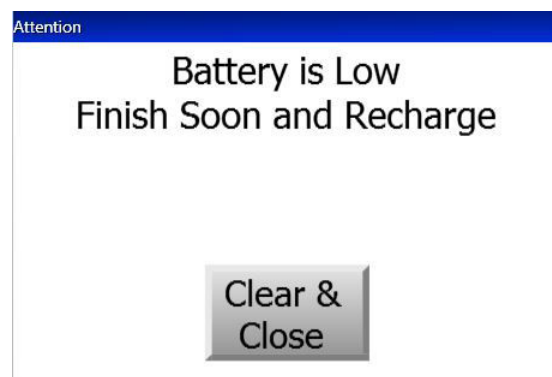 Attention
Battery is Low
Finish Soon and Recharge
Clear &
Close